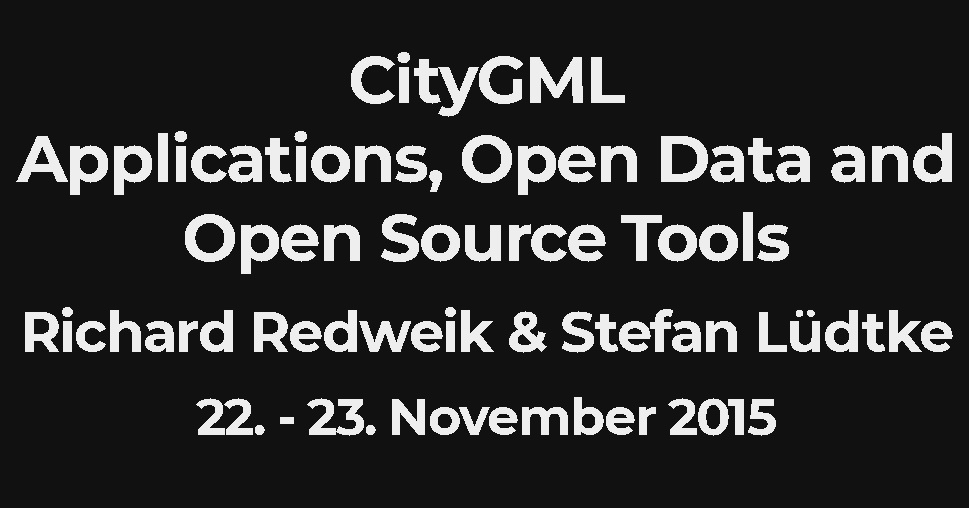 CityGML
Applications, Open Data and
Open Source Tools
Richard Redweik & Stefan Lüdtke
22. - 23. November 2015